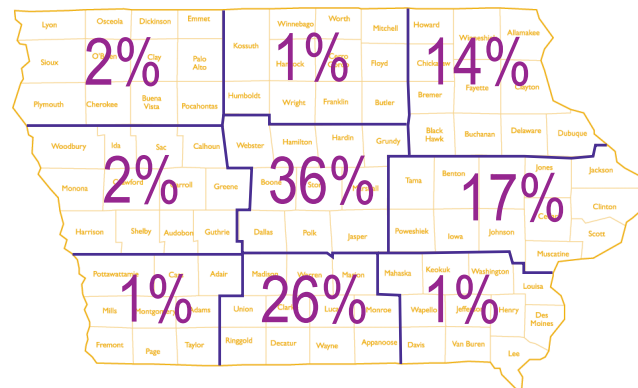 Lyon Osceola Dickinson Emmet
Winnebago Worth Mitchell
Howard Winneshiek Allamakee
Sioux O'Brien Clay Palo
Alto
2%
Kossuth Hancock Cerro
Gordo Floyd
1%
Chickasaw
14%
Plymouth Cherokee Buena
Vista Pocahontas
Humboldt Wright Franklin Butler
Bremer Fayette Clayton
Woodbury Ida Sac Calhoun
Webster Hamilton Hardin Grundy
Black
Hawk Buchanan Delaware Dubuque
Monona Crawford Carroll Greene
2%
Boone Story Marshall
36%
Tama Benton Jones Jackson
17%
Cedar Clinton
Scott
Harrison Shelby Audubon Guthrie
Dallas Polk Jasper
Poweshiek Iowa Johnson
Muscatine
Pottawattamie Cass Adair
Madison Warren Marion
Mahaska Keokuk Washington
Louisa
Mills Montgomery Adams
1%
Union Clarke Lucas Monroe
26%
Wapello Jefferson Henry Des
Moines
1%
Fremont Page Taylor
Ringgold Decatur Wayne Appanoose
Davis Van Buren Lee